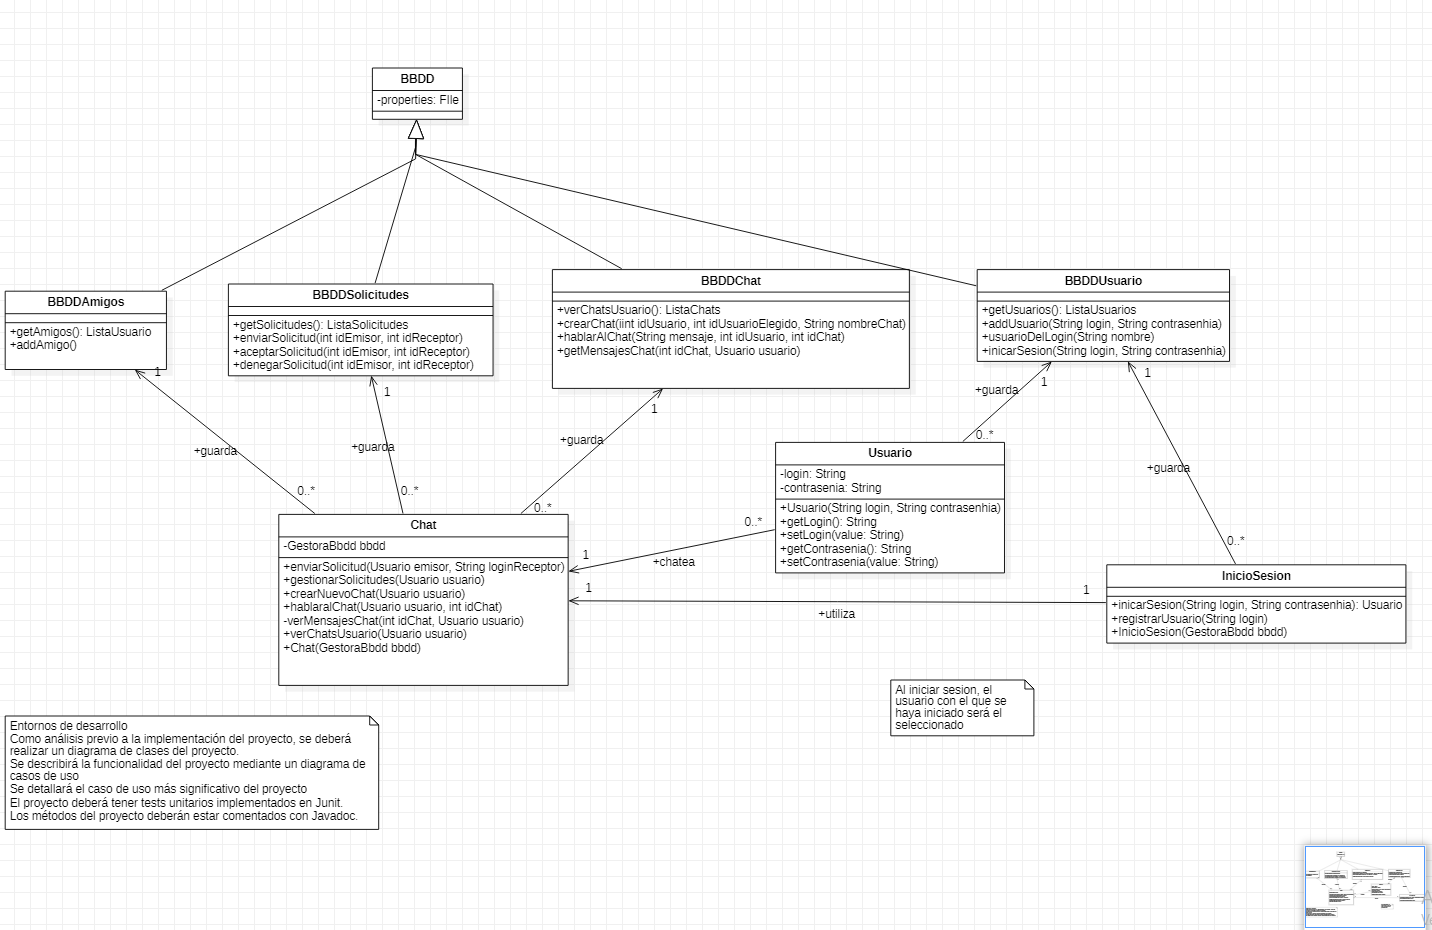 BBDD
-properties: FIle
BBDDAmigos
+getAmigos(): ListaUsuario
+addAmigo()
BBDDSolicitudes
+getSolicitudes(): ListaSolicitudes
+enviarSolicitud(int idEmisor, int idReceptor)
+aceptarSolicitud(int idEmisor, int idReceptor)
+denegarSolicitud(int idEmisor, int idReceptor)
BBDDChat
+verChatsUsuario(): ListaChats
+crearChat(iint idUsuario, int idUsuarioElegido, String nombreChat)
+hablarAlChat(String mensaje, int idUsuario, int idChat)
+getMensajesChat(int idChat, Usuario usuario)
BBDDUsuario
+getUsuarios(): ListaUsuarios
+addUsuario(String login, String contrasenhia)
+usuarioDelLogin(String nombre)
+inicarSesion(String login, String contrasenhia)
1
+guarda
0..*
1
+guarda
0..*
1
+guarda
0..*
1
+guarda
0..*
1
+guarda
0..*
Usuario
-login: String
-contrasenia: String
+Usuario(String login, String contrasenhia)
+getLogin(): String
+setLogin(value: String)
+getContrasenia(): String
+setContrasenia(value: String)
Chat
-GestoraBbdd bbdd
+enviarSolicitud(Usuario emisor, String loginReceptor)
+gestionarSolicitudes(Usuario usuario)
+crearNuevoChat(Usuario usuario)
+hablaralChat(Usuario usuario, int idChat)
-verMensajesChat(int idChat, Usuario usuario)
+verChatsUsuario(Usuario usuario)
+Chat(GestoraBbdd bbdd)
0..*
1
+chatea
1
1
+utiliza
InicioSesion
+inicarSesion(String login, String contrasenhia): Usuario
+registrarUsuario(String login)
+InicioSesion(GestoraBbdd bbdd)
Al iniciar sesion, el
usuario con el que se
haya iniciado será el
seleccionado
Entornos de desarrollo
Como análisis previo a la implementación del proyecto, se deberá
realizar un diagrama de clases del proyecto.
Se describirá la funcionalidad del proyecto mediante un diagrama de
casos de uso
Se detallará el caso de uso más significativo del proyecto
El proyecto deberá tener tests unitarios implementados en Junit.
Los métodos del proyecto deberán estar comentados con Javadoc.